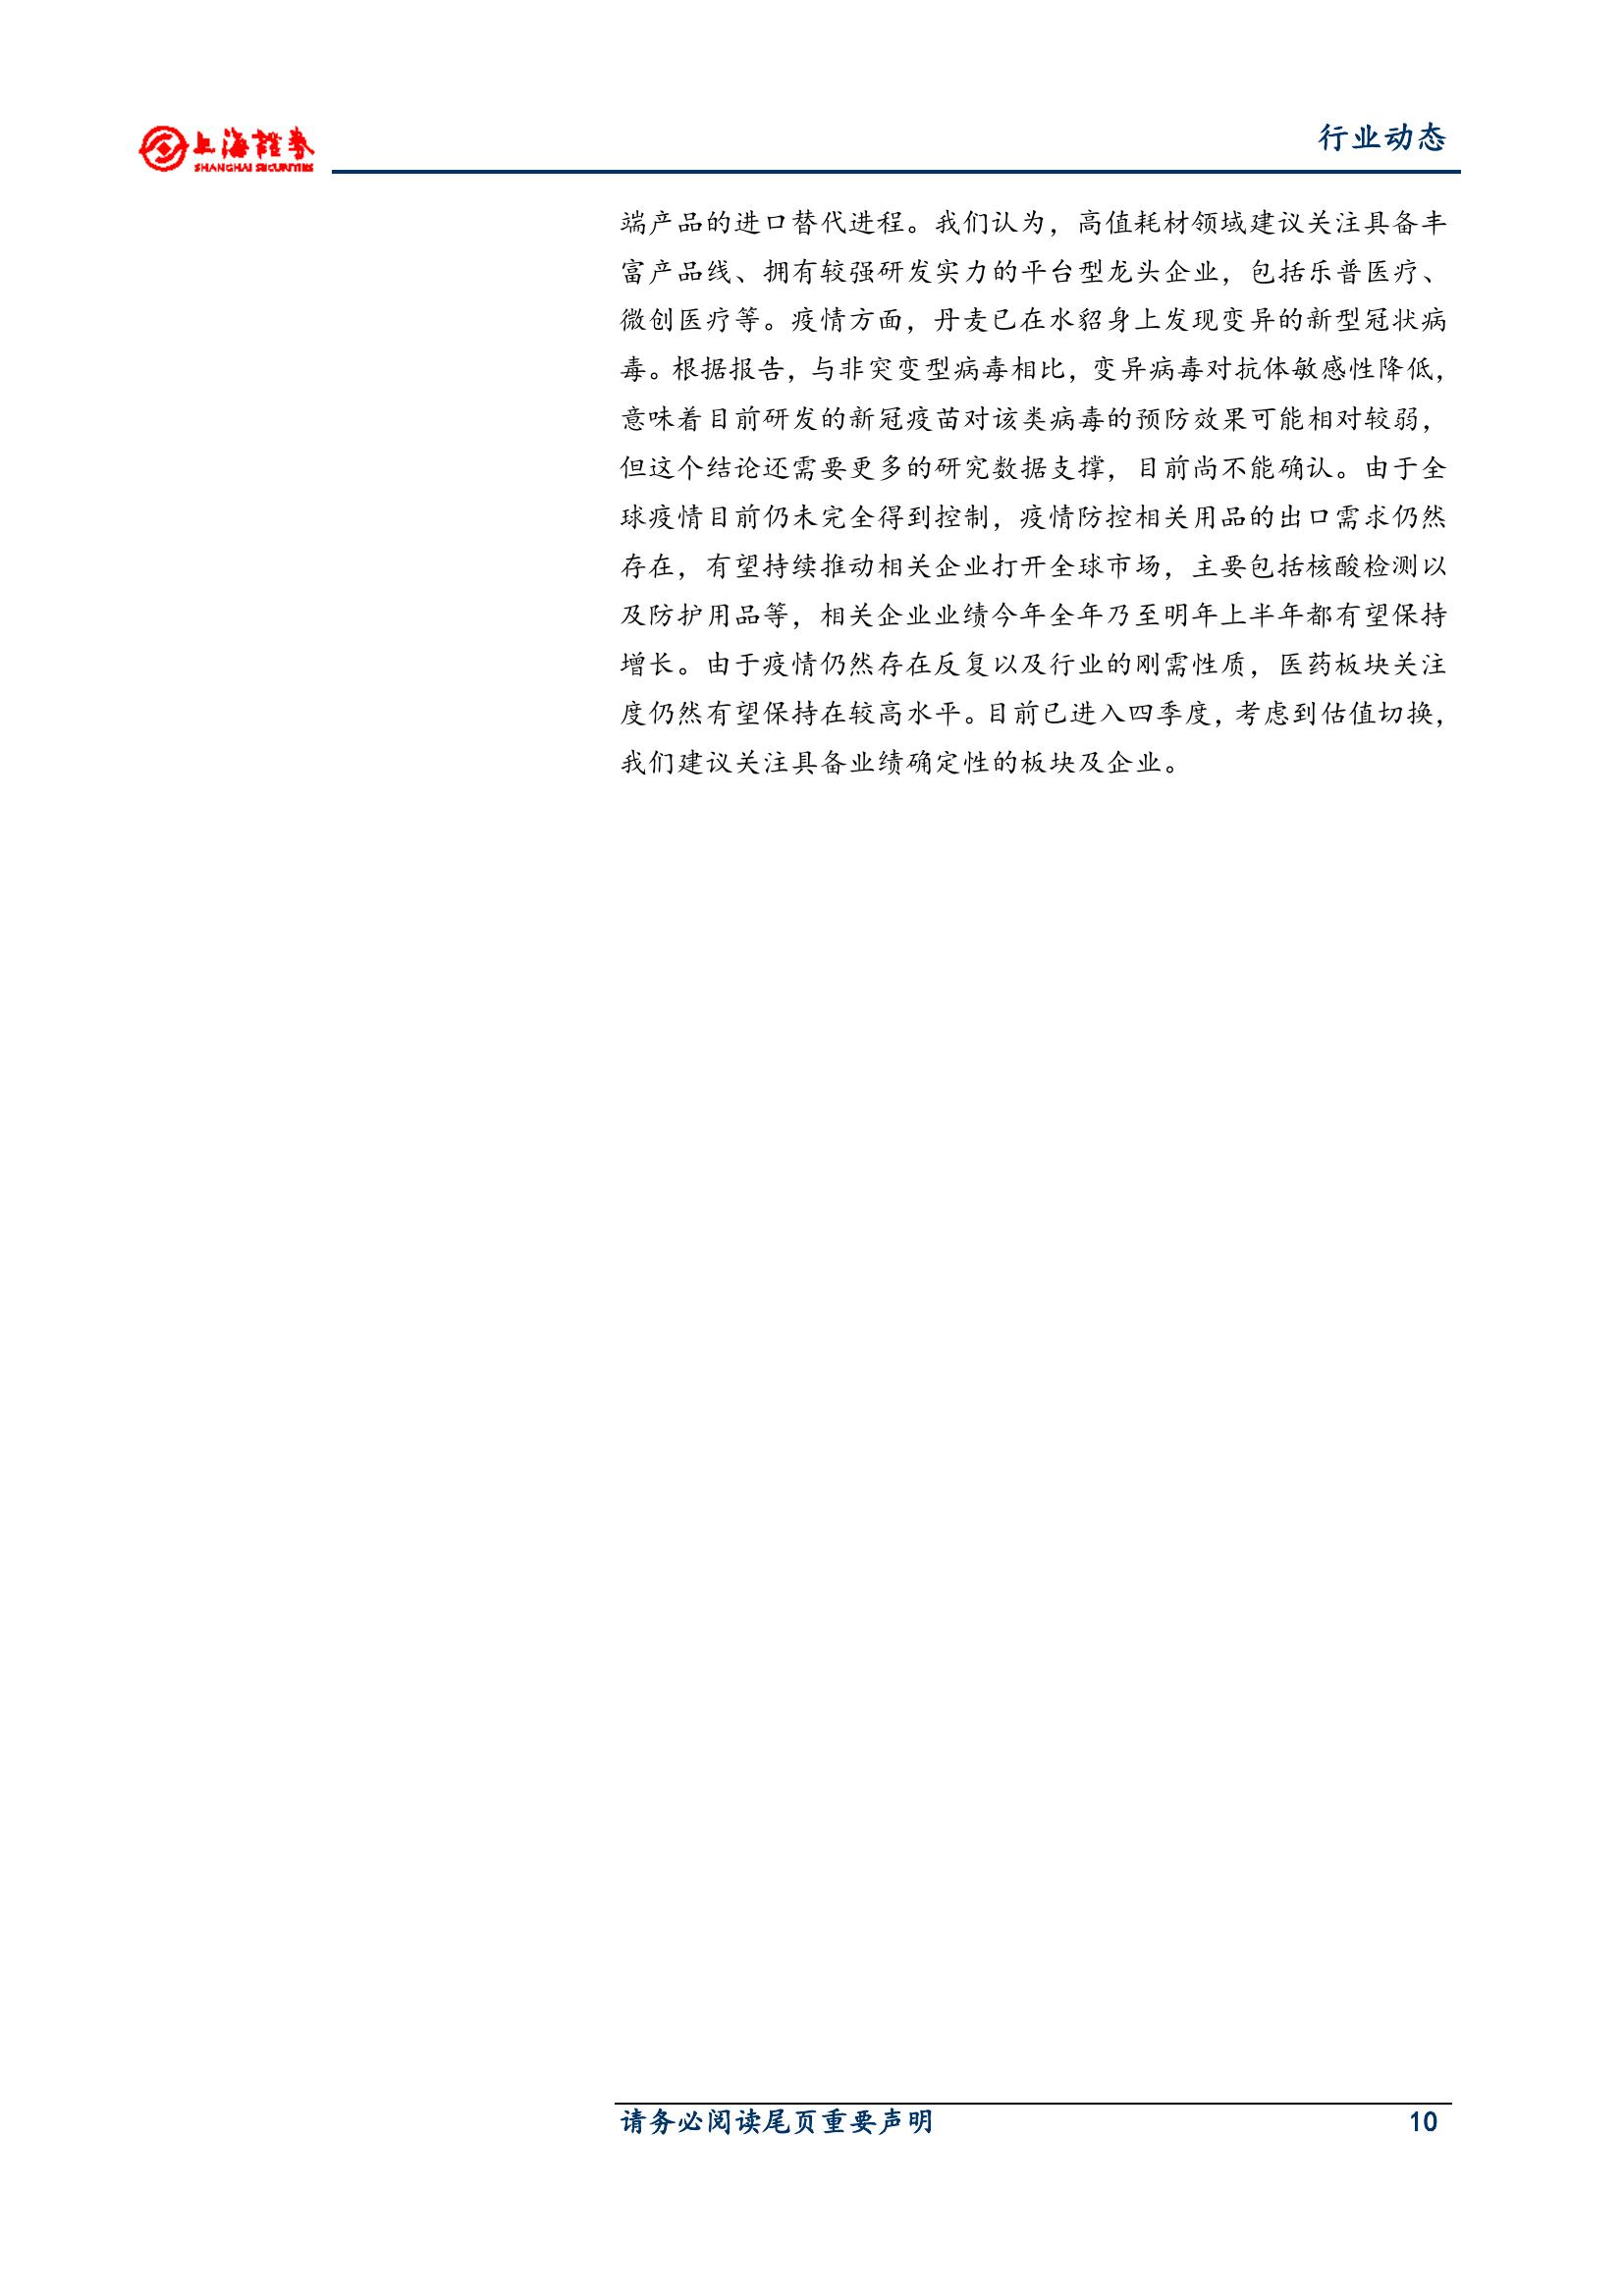 上海證券
SHANGHAI SECURITIES
行业动态
端产品的进口替代进程。我们认为，高值耗材领域建议关注具备丰
富产品线、拥有较强研发实力的平台型龙头企业，包括乐普医疗、
微创医疗等。疫情方面，丹麦已在水貂身上发现变异的新型冠状病
毒。根据报告，与非突变型病毒相比，变异病毒对抗体敏感性降低，
意味着目前研发的新冠疫苗对该类病毒的预防效果可能相对较弱，
但这个结论还需要更多的研究数据支撑，目前尚不能确认。由于全
球疫情目前仍未完全得到控制，疫情防控相关用品的出口需求仍然
存在，有望持续推动相关企业打开全球市场，主要包括核酸检测以
及防护用品等，相关企业业绩今年全年乃至明年上半年都有望保持
增长。由于疫情仍然存在反复以及行业的刚需性质，医药板块关注
度仍然有望保持在较高水平。目前已进入四季度，考虑到估值切换，
我们建议关注具备业绩确定性的板块及企业。
请务必阅读尾页重要声明 10